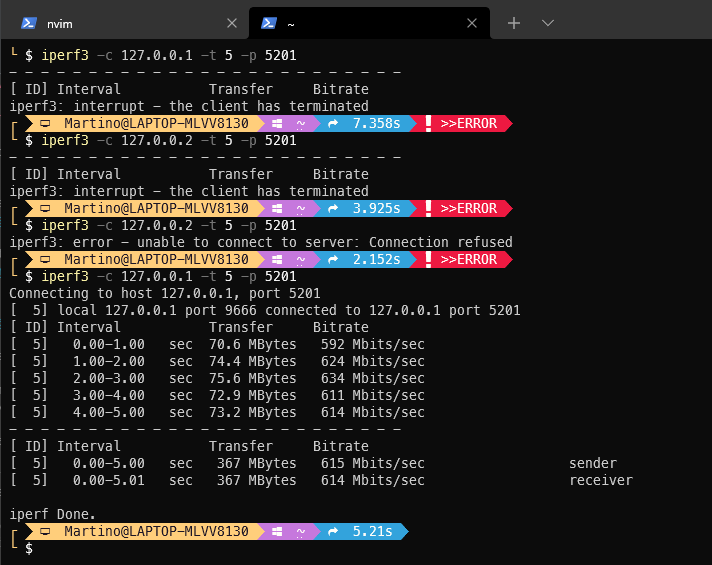 nvim
~
$ iperf3 -c 127.0.0.1 -t 5 -p 5201
- - - - - - - - - - - - - - - - - - - - - - - - -
[ ID] Interval           Transfer     Bitrate
iperf3: interrupt - the client has terminated
Martino@LAPTOP-MLVV8130 ~ 7.358s >>ERROR
$ iperf3 -c 127.0.0.2 -t 5 -p 5201
- - - - - - - - - - - - - - - - - - - - - - - - -
[ ID] Interval           Transfer     Bitrate
iperf3: interrupt - the client has terminated
Martino@LAPTOP-MLVV8130 ~ 3.925s >>ERROR
$ iperf3 -c 127.0.0.2 -t 5 -p 5201
iperf3: error - unable to connect to server: Connection refused
Martino@LAPTOP-MLVV8130 ~ 2.152s >>ERROR
$ iperf3 -c 127.0.0.1 -t 5 -p 5201
Connecting to host 127.0.0.1, port 5201
[  5] local 127.0.0.1 port 9666 connected to 127.0.0.1 port 5201
[ ID] Interval           Transfer     Bitrate
[  5]   0.00-1.00   sec  70.6 MBytes   592 Mbits/sec
[  5]   1.00-2.00   sec  74.4 MBytes   624 Mbits/sec
[  5]   2.00-3.00   sec  75.6 MBytes   634 Mbits/sec
[  5]   3.00-4.00   sec  72.9 MBytes   611 Mbits/sec
[  5]   4.00-5.00   sec  73.2 MBytes   614 Mbits/sec
- - - - - - - - - - - - - - - - - - - - - - - - -
[ ID] Interval           Transfer     Bitrate
[  5]   0.00-5.00   sec   367 MBytes   615 Mbits/sec                  sender
[  5]   0.00-5.01   sec   367 MBytes   614 Mbits/sec                  receiver
iperf Done.
Martino@LAPTOP-MLVV8130 ~ 5.21s
$